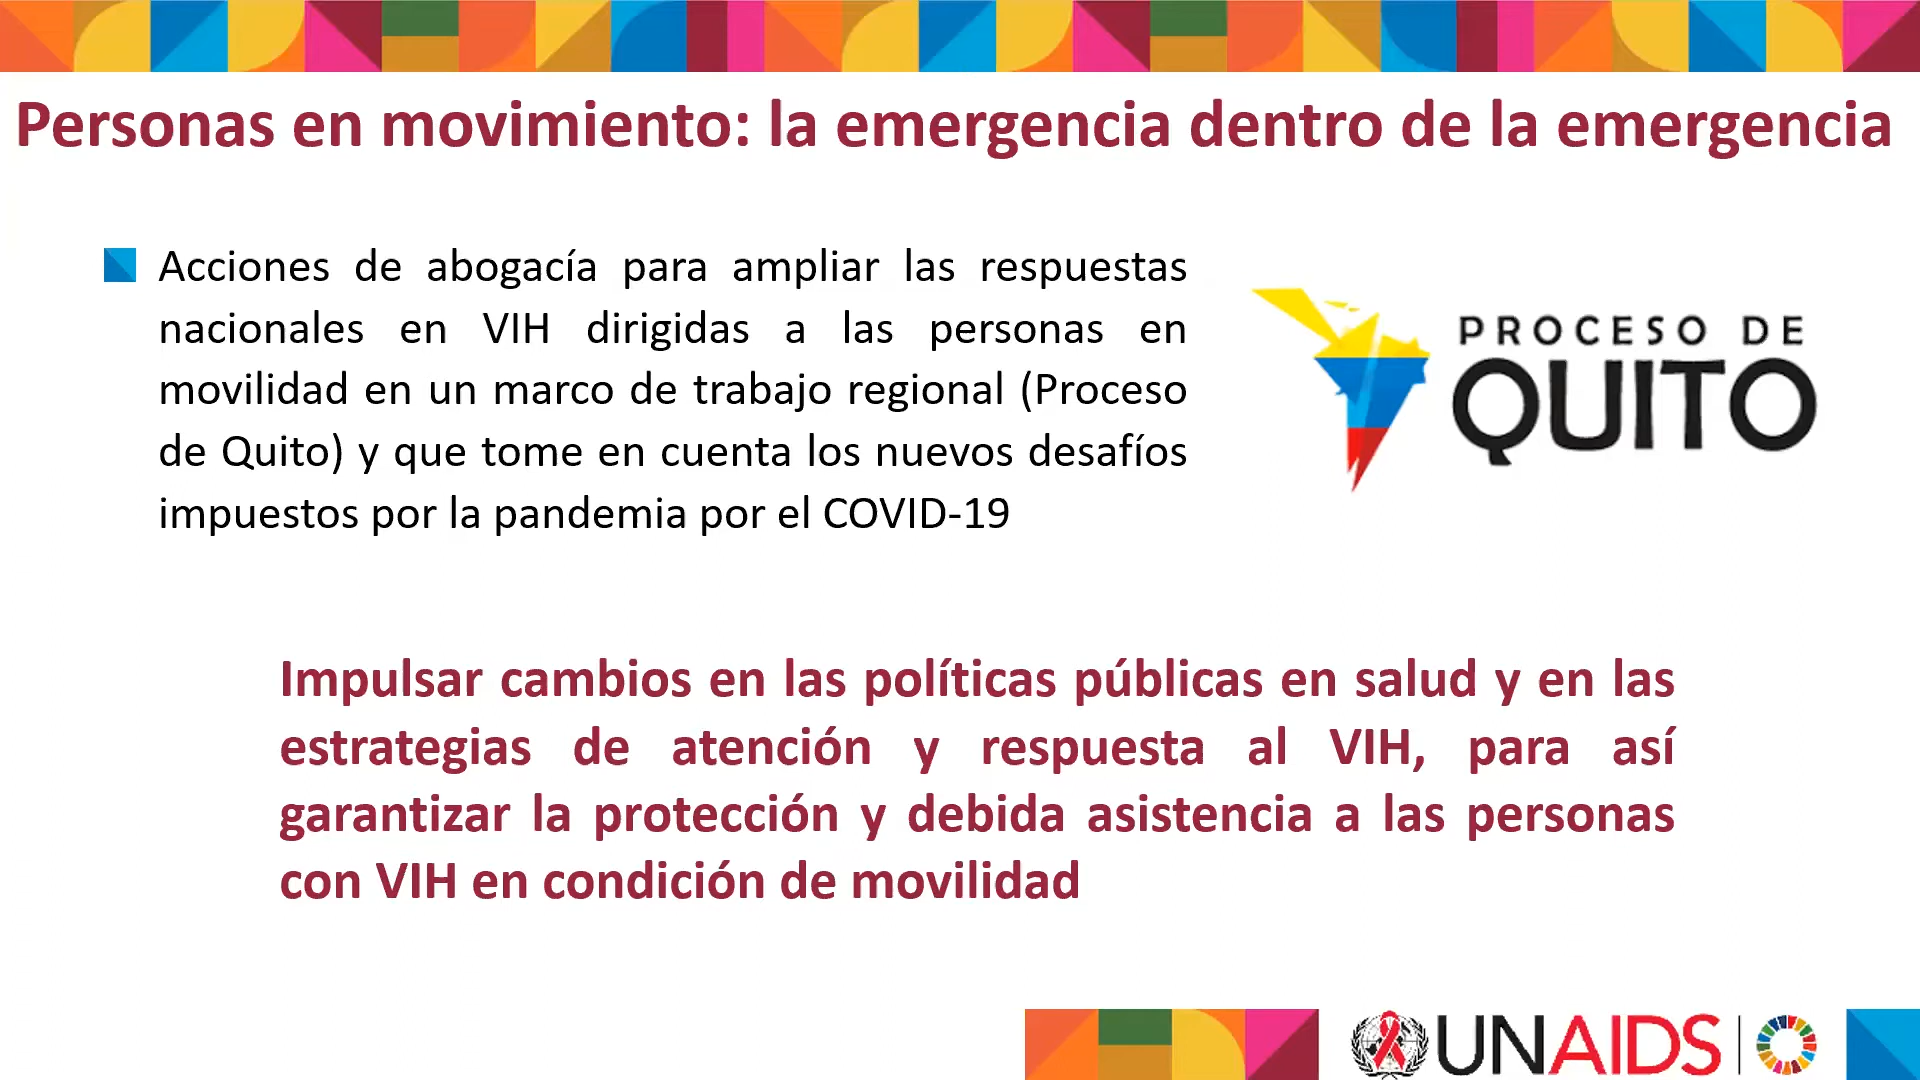 Personas en movimiento: la emergencia dentro de la emergencia
Acciones de abogacía para ampliar las respuestas
nacionales en VIH dirigidas a las personas en
movilidad en un marco de trabajo regional (Proceso
de Quito) y que tome en cuenta los nuevos desafíos
impuestos por la pandemia por el COVID-19
PROCESO DE
QUITO
Impulsar cambios en las políticas públicas en salud y en las
estrategias de atención y respuesta al VIH, para así
garantizar la protección y debida asistencia a las personas
con VIH en condición de movilidad
UNAIDS